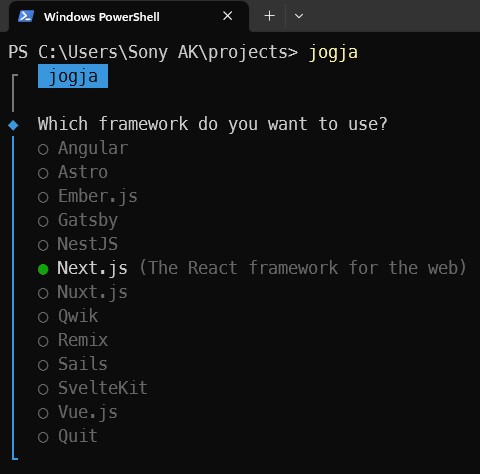 Windows PowerShell
PS C:\Users\Sony AK\projects> jogja
jogja
Which framework do you want to use?
Angular
Astro
Ember.js
Gatsby
NestJS
Next.js (The React framework for the web)
Nuxt.js
Qwik
Remix
Sails
SvelteKit
Vue.js
Quit